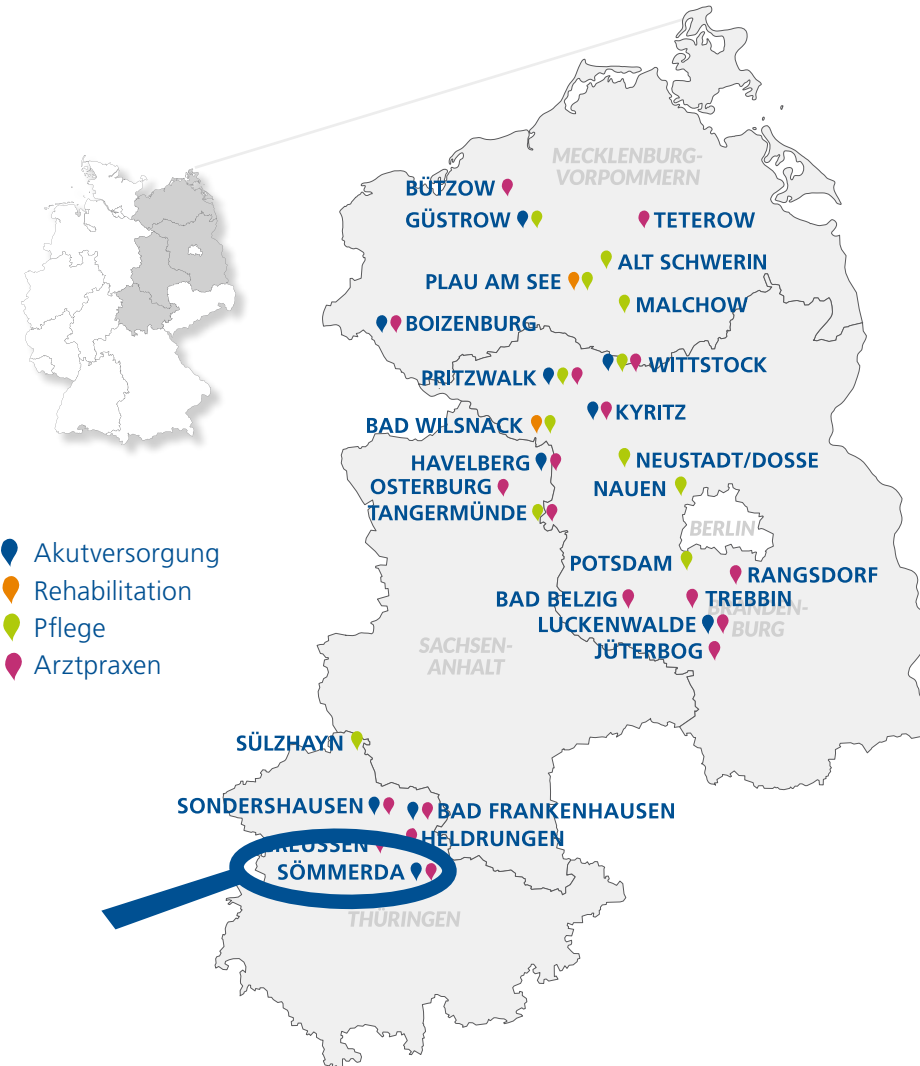 MECKLENBURG-
VORPOMMERN
BÜTZOW
GÜSTROW
TETEROW
ALT SCHWERIN
PLAU AM SEE
MALCHOW
BOIZENBURG
WITTSTOCK
PRITZWALK
KYRITZ
BAD WILSNACK
HAVELBERG
NEUSTADT/DOSSE
OSTERBURG
NAUEN
TANGERMÜNDE
BERLIN
Akutversorgung
Rehabilitation
Pflege
Arztpraxen
POTSDAM
RANGSDORF
BAD BELZIG
TREBBIN
BRANDEN-
BURG
LUCKENWALDE
JÜTERBOG
SACHSEN-
ANHALT
SÜLZHAYN
SONDERSHAUSEN
BAD FRANKENHAUSEN
HELDRUNGEN
SÖMMERDA
THÜRINGEN